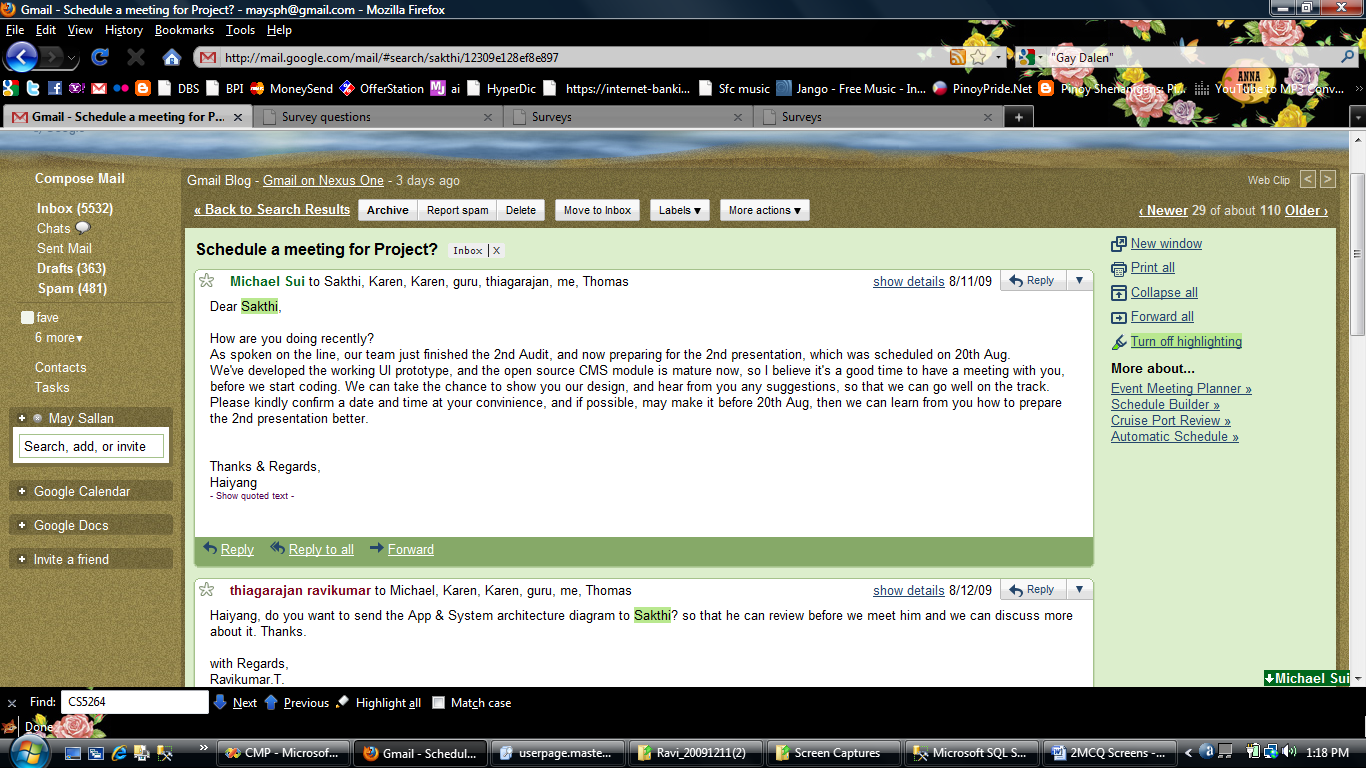 Gmail - Schedule a meeting for Project? - maysph@gmail.com - Mozilla Firefox
File Edit View History Bookmarks Tools Help
http://mail.google.com/mail/#search/sakthi/12309e128ef8e897
"Gay Dalen"
DBS BPI MoneySend OfferStation ai HyperDic https://internet-banki... Sfc music Jango - Free Music - In... PinoyPride.Net Pinoy Shenanigans: Pi... YouTube to MP3 Conv...
ANNA
Gmail - Schedule a meeting for P... Survey questions Surveys Surveys
Compose Mail
Inbox (5532)
Chats
Sent Mail
Drafts (363)
Spam (481)
fave
6 more▾
Contacts
Tasks
May Sallan
Search, add, or invite
Google Calendar
Google Docs
Invite a friend
Gmail Blog - Gmail on Nexus One - 3 days ago
Web Clip < >
« Back to Search Results Archive Report spam Delete Move to Inbox Labels ▾ More actions ▾ ‹ Newer 29 of about 110 Older ›
Schedule a meeting for Project? Inbox | X
Michael Sui to Sakthi, Karen, Karen, guru, thiagarajan, me, Thomas show details 8/11/09 Reply
Dear Sakthi,
How are you doing recently?
As spoken on the line, our team just finished the 2nd Audit, and now preparing for the 2nd presentation, which was scheduled on 20th Aug.
We've developed the working UI prototype, and the open source CMS module is mature now, so I believe it's a good time to have a meeting with you,
before we start coding. We can take the chance to show you our design, and hear from you any suggestions, so that we can go well on the track.
Please kindly confirm a date and time at your convinience, and if possible, may make it before 20th Aug, then we can learn from you how to prepare
the 2nd presentation better.
Thanks & Regards,
Haiyang
- Show quoted text -
Reply Reply to all Forward
thiagarajan ravikumar to Michael, Karen, Karen, guru, me, Thomas show details 8/12/09 Reply
Haiyang, do you want to send the App & System architecture diagram to Sakthi? so that he can review before we meet him and we can discuss more
about it. Thanks.
with Regards,
Ravikumar.T.
New window
Print all
Collapse all
Forward all
Turn off highlighting
More about...
Event Meeting Planner »
Schedule Builder »
Cruise Port Review »
Automatic Schedule »
Michael Sui
Find: CS5264 Next Previous Highlight all Match case
Done
CMP - Microsof... Gmail - Schedul... userpage.maste... Ravi_20091211(2) Screen Captures Microsoft SQL S... 2MCQ Screens -... 1:18 PM